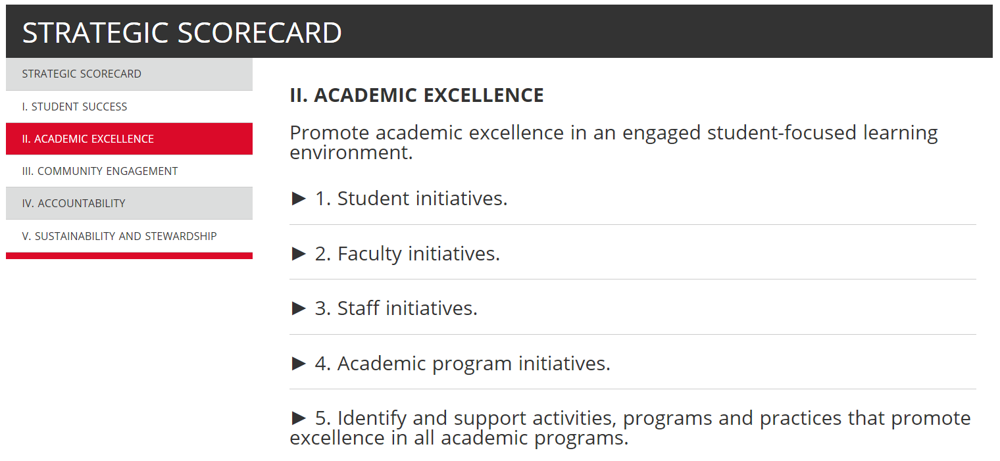 STRATEGIC SCORECARD
STRATEGIC SCORECARD
I. STUDENT SUCCESS
II. ACADEMIC EXCELLENCE
III. COMMUNITY ENGAGEMENT
IV. ACCOUNTABILITY
V. SUSTAINABILITY AND STEWARDSHIP
II. ACADEMIC EXCELLENCE
Promote academic excellence in an engaged student-focused learning
environment.
► 1. Student initiatives.
► 2. Faculty initiatives.
► 3. Staff initiatives.
► 4. Academic program initiatives.
► 5. Identify and support activities, programs and practices that promote
excellence in all academic programs.